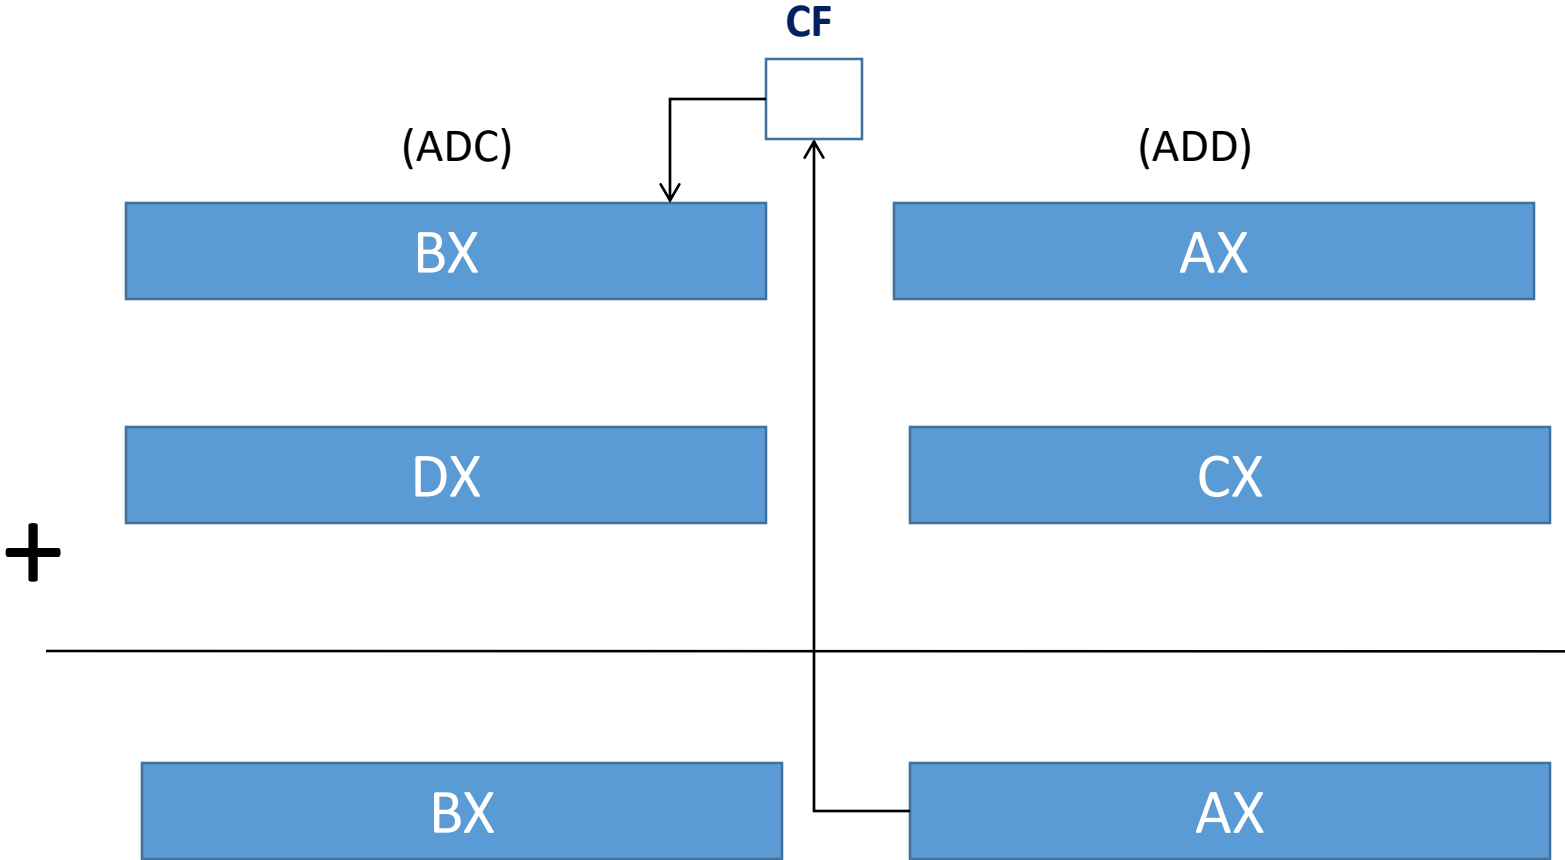 CF
(ADC) (ADD)
BX AX
DX CX
+
BX AX